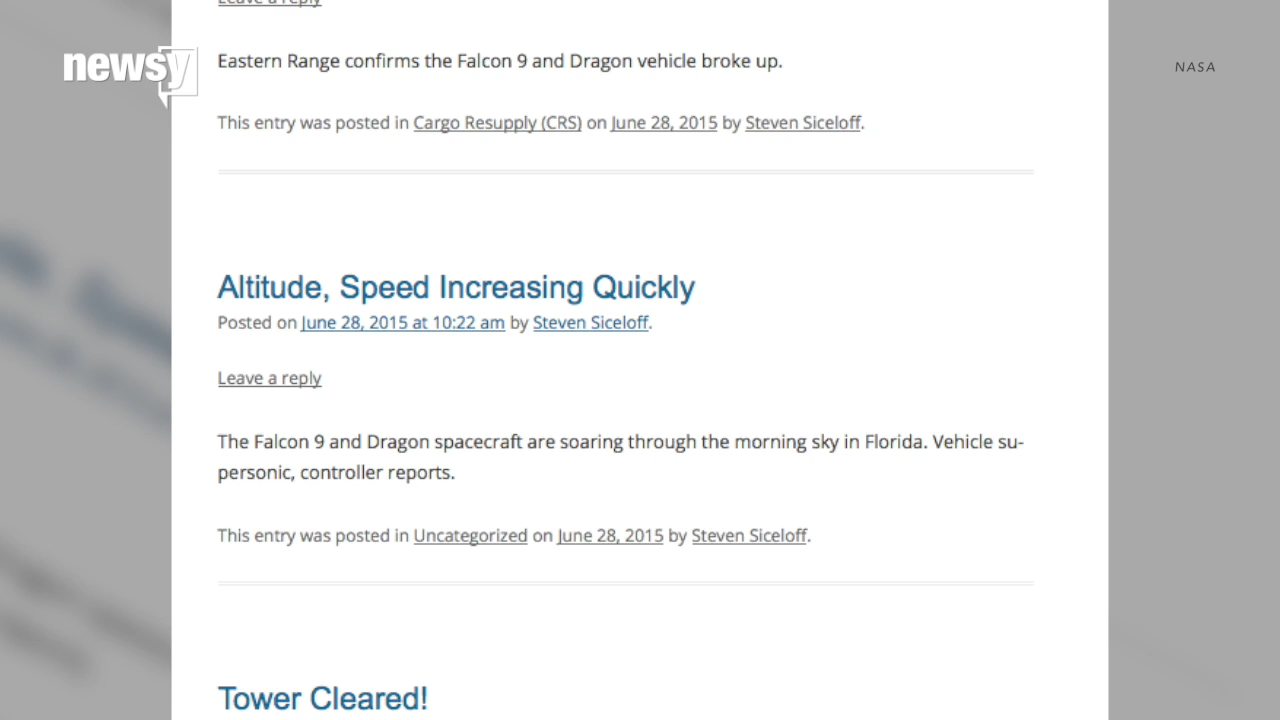 Leave a reply
newsy
NASA
Eastern Range confirms the Falcon 9 and Dragon vehicle broke up.
This entry was posted in Cargo Resupply (CRS) on June 28, 2015 by Steven Siceloff.
Altitude, Speed Increasing Quickly
Posted on June 28, 2015 at 10:22 am by Steven Siceloff.
Leave a reply
The Falcon 9 and Dragon spacecraft are soaring through the morning sky in Florida. Vehicle su-
personic, controller reports.
This entry was posted in Uncategorized on June 28, 2015 by Steven Siceloff.
Tower Cleared!